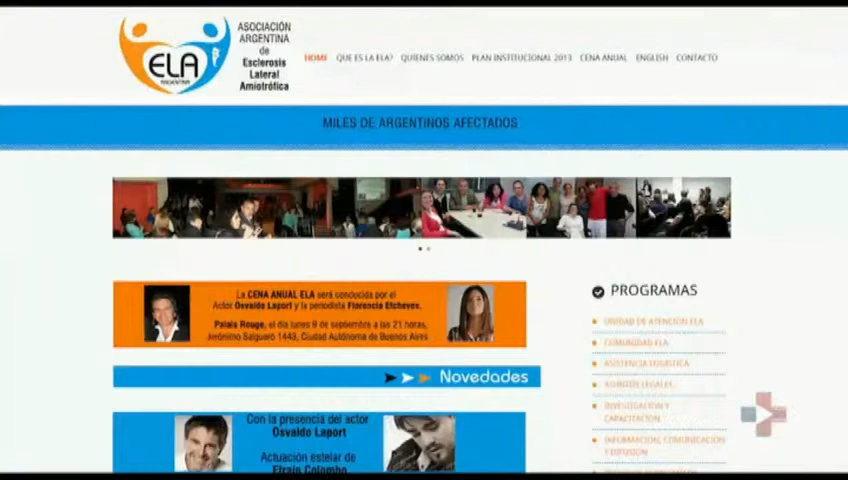 ASOCIACIÓN
ARGENTINA
de
Esclerosis
Lateral
Amiotrófica
ELA
ARGENTINA
HOME QUE ES LA ELA? QUIENES SOMOS PLAN INSTITUCIONAL 2013 CENA ANUAL ENGLISH CONTACTO
MILES DE ARGENTINOS AFECTADOS
La CENA ANUAL ELA será conducida por el
Actor Osvaldo Laport y la periodista Florencia Etcheves.
Palais Rouge, el día lunes 9 de septiembre a las 21 horas,
Jerónimo Salguero 1443, Ciudad Autónoma de Buenos Aires
Novedades
Con la presencia del actor
Osvaldo Laport
Actuación estelar de
Efraín Colombo
PROGRAMAS
UNIDAD DE ATENCION ELA
COMUNIDAD ELA
ASISTENCIA LOGISTICA
ASUNTOS LEGALES
INVESTIGACION Y
CAPACITACION
INFORMACION, COMUNICACION
Y DIFUSION